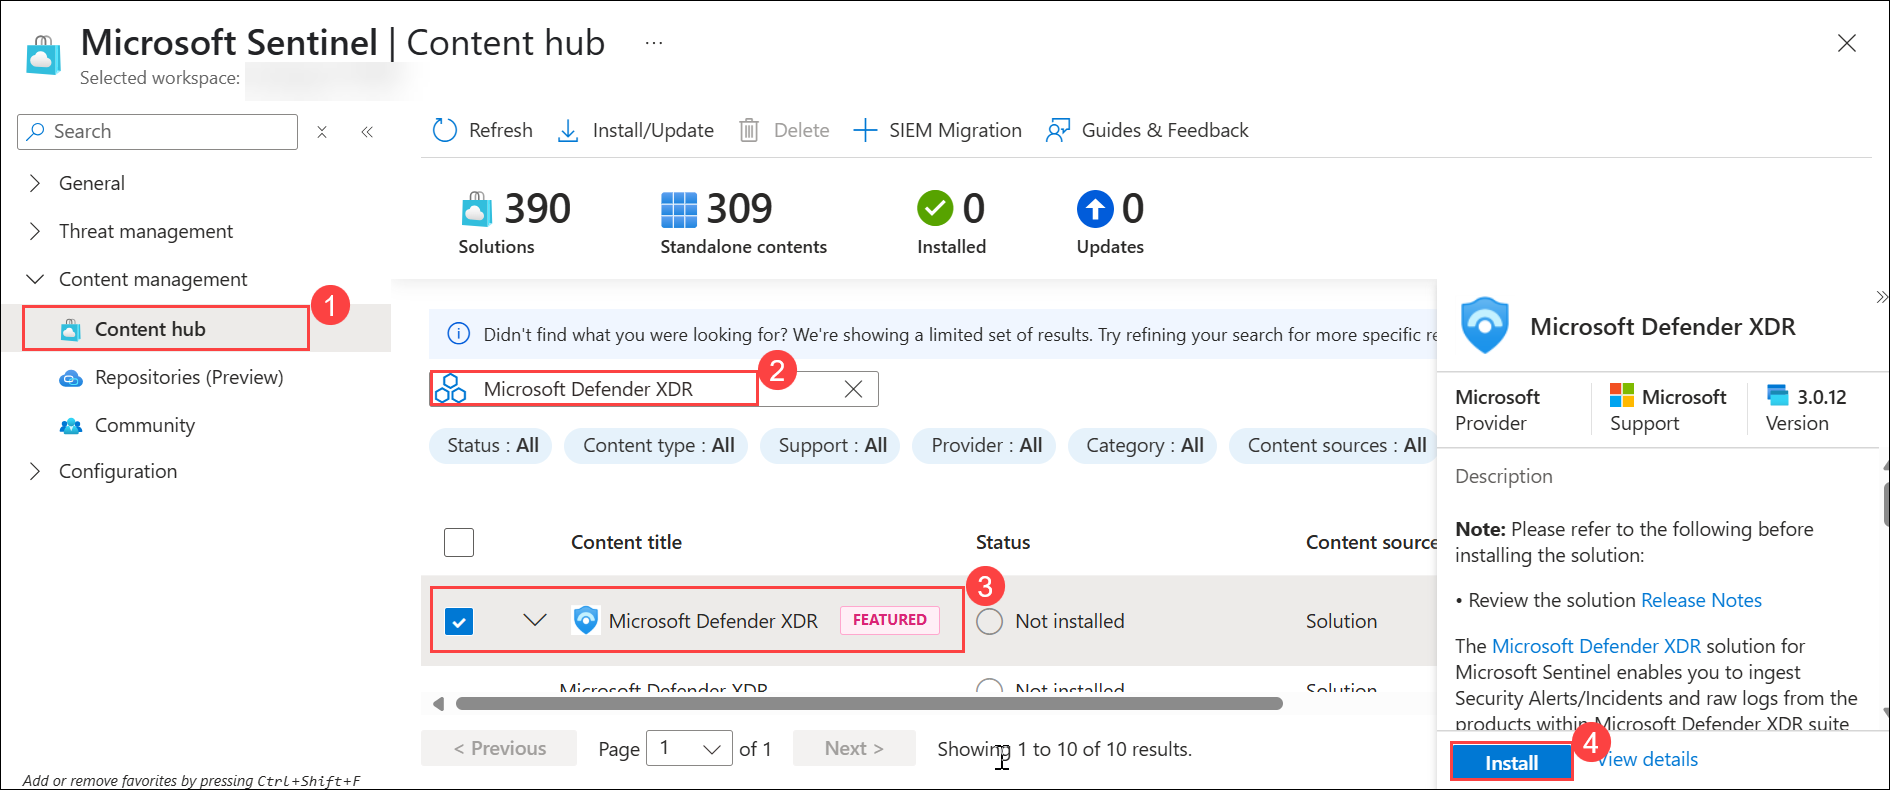 Microsoft Sentinel | Content hub ...
Selected workspace:
Search
Refresh Install/Update Delete SIEM Migration Guides & Feedback
General
Threat management
Content management
Content hub
1
Repositories (Preview)
Community
Configuration
Add or remove favorites by pressing Ctrl+Shift+F
390 309 0 0
Solutions Standalone contents Installed Updates
Didn't find what you were looking for? We're showing a limited set of results. Try refining your search for more specific re
Microsoft Defender XDR
2
Status : All Content type : All Support : All Provider : All Category : All Content sources : All
Content title Status Content source
Microsoft Defender XDR FEATURED Not installed Solution
3
Microsoft Defender XDR Not installed Solution
< Previous Page 1 of 1 Next > Showing 1 to 10 of 10 results.
Microsoft Defender XDR
Microsoft Microsoft 3.0.12
Provider Support Version
Description
Note: Please refer to the following before
installing the solution:
• Review the solution Release Notes
The Microsoft Defender XDR solution for
Microsoft Sentinel enables you to ingest
Security Alerts/Incidents and raw logs from the
products within Microsoft Defender XDR suite
Install View details
4